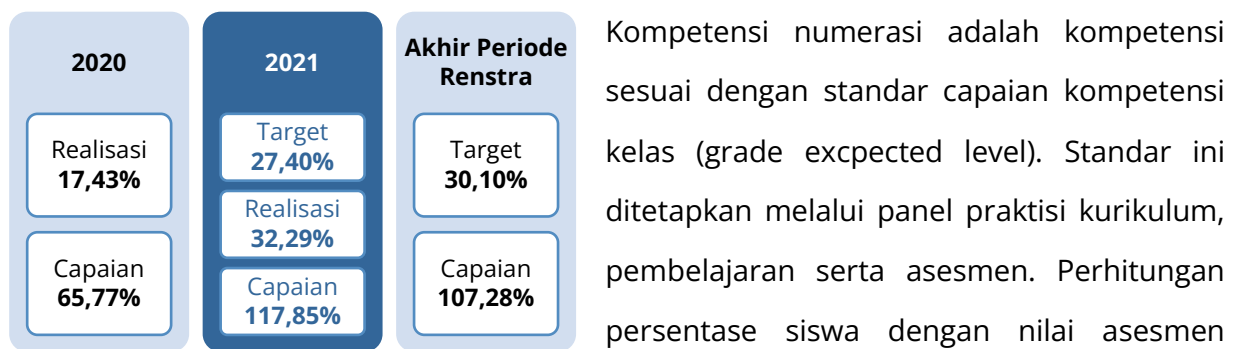 2020
Realisasi
17,43%
Capaian
65,77%
2021
Target
27,40%
Realisasi
32,29%
Capaian
117,85%
Akhir Periode
Renstra
Target
30,10%
Capaian
107,28%
Kompetensi numerasi adalah kompetensi
sesuai dengan standar capaian kompetensi
kelas (grade excpected level). Standar ini
ditetapkan melalui panel praktisi kurikulum,
pembelajaran serta asesmen. Perhitungan
persentase siswa dengan nilai asesmen